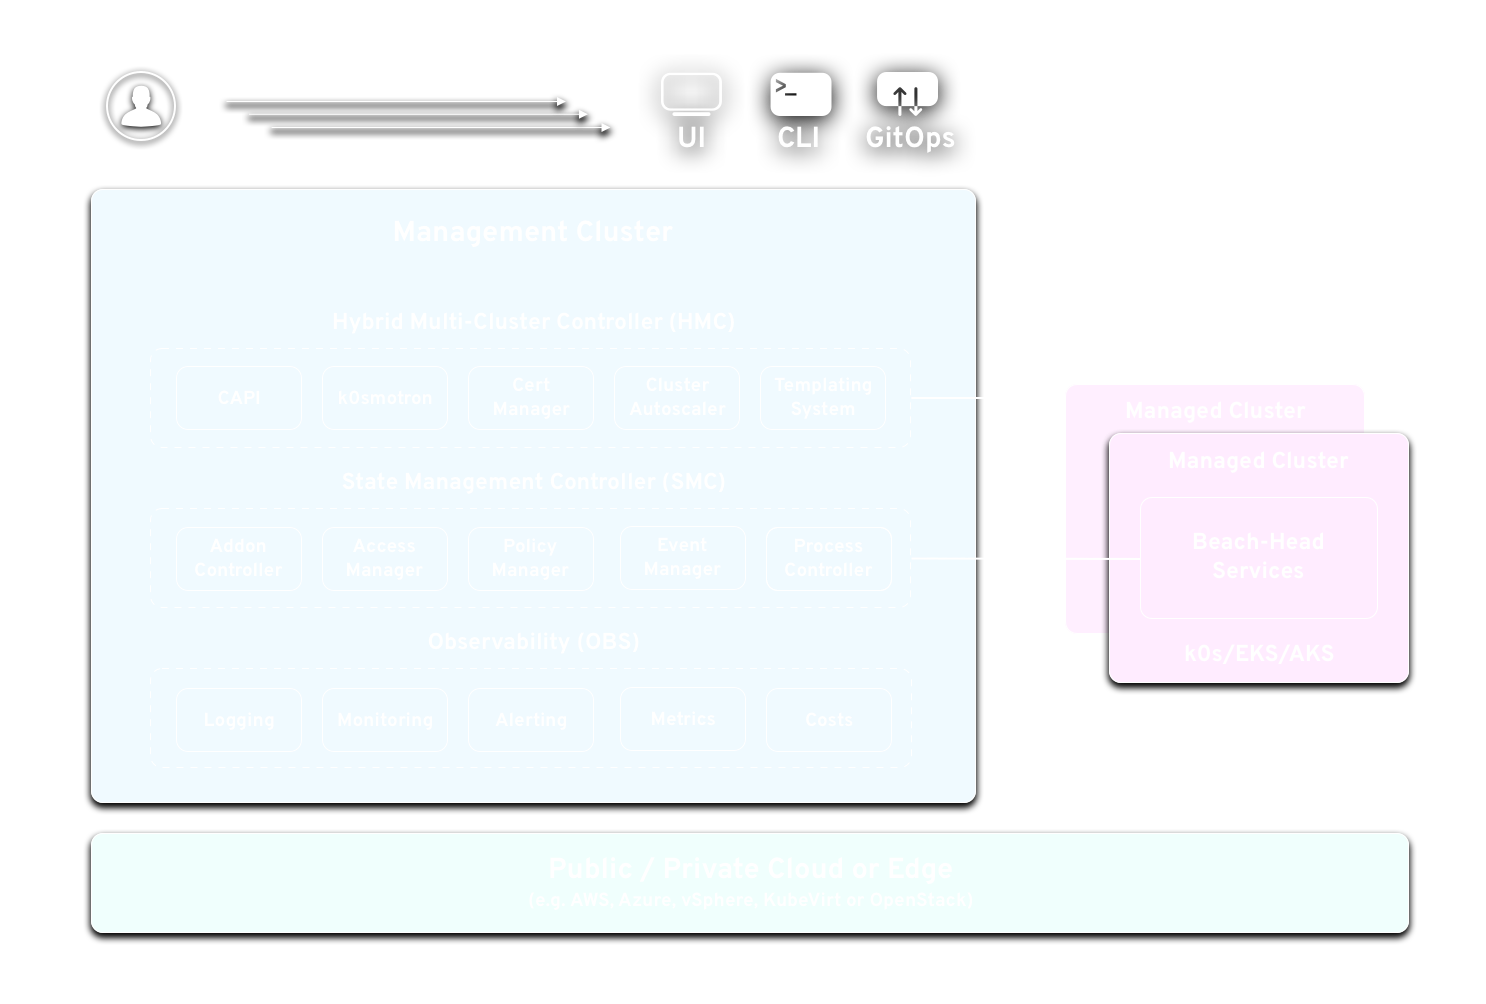 >_
UI
CLI
GitOps
Management Cluster
Hybrid Multi-Cluster Controller (HMC)
CAPI
k0smotron
Cert
Manager
Cluster
Autoscaler
Templating
System
State Management Controller (SMC)
Addon
Controller
Access
Manager
Policy
Manager
Event
Manager
Process
Controller
Observability (OBS)
Logging
Monitoring
Alerting
Metrics
Costs
Managed Cluster
Managed Cluster
Beach-Head
Services
k0s/EKS/AKS
Public / Private Cloud or Edge
(e.g. AWS, Azure, vSphere, KubeVirt or OpenStack)